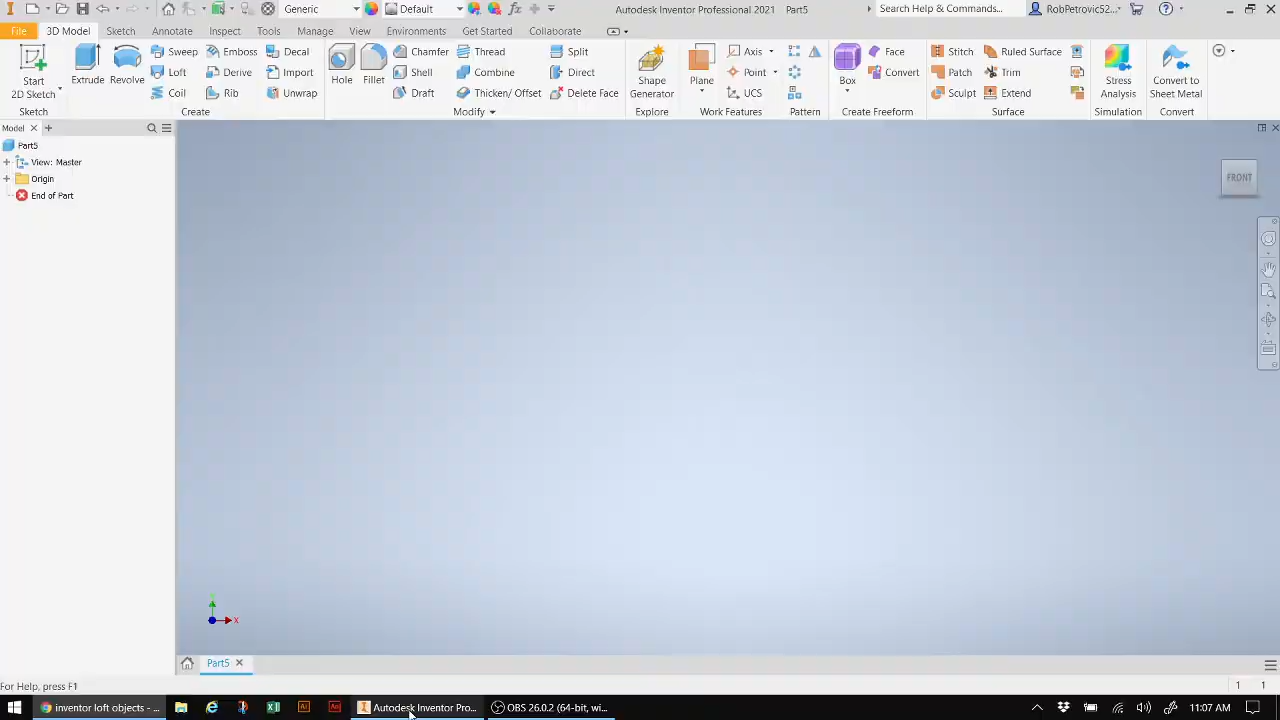 Generic Default Autodesk Inventor Professional 2021 Part5 Search Help & Commands... RobPetrovic52...
File 3D Model Sketch Annotate Inspect Tools Manage View Environments Get Started Collaborate
Start
2D Sketch
Sketch
Extrude Revolve
Sweep Emboss Decal
Loft Derive Import
Coil Rib Unwrap
Create
Hole Fillet
Chamfer Thread Split
Shell Combine Direct
Draft Thicken/ Offset Delete Face
Modify
Shape
Generator
Explore
Plane
Axis
Point
UCS
Work Features
Pattern
Box
Face
Convert
Create Freeform
Stitch Ruled Surface
Patch Trim
Sculpt Extend
Surface
Stress
Analysis
Simulation
Convert to
Sheet Metal
Convert
Model
Part5
View: Master
Origin
End of Part
FRONT
X
Part5
For Help, press F1
1 1
inventor loft objects - ... Autodesk Inventor Pro... OBS 26.0.2 (64-bit, wi... 11:07 AM